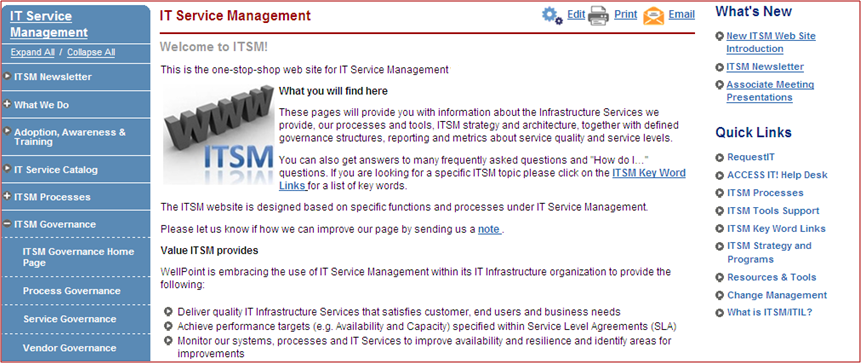 IT Service
Management
Expand All / Collapse All
ITSM Newsletter
What We Do
Adoption, Awareness &
Training
IT Service Catalog
ITSM Processes
ITSM Governance
ITSM Governance Home
Page
Process Governance
Service Governance
Vendor Governance
IT Service Management
Edit Print Email
Welcome to ITSM!
This is the one-stop-shop web site for IT Service Management
WWW
ITSM
What you will find here
These pages will provide you with information about the Infrastructure Services we
provide, our processes and tools, ITSM strategy and architecture, together with defined
governance structures, reporting and metrics about service quality and service levels.
You can also get answers to many frequently asked questions and "How do I..."
questions. If you are looking for a specific ITSM topic please click on the ITSM Key Word
Links for a list of key words.
The ITSM website is designed based on specific functions and processes under IT Service Management.
Please let us know if how we can improve our page by sending us a note .
Value ITSM provides
WellPoint is embracing the use of IT Service Management within its IT Infrastructure organization to provide the
following:
Deliver quality IT Infrastructure Services that satisfies customer, end users and business needs
Achieve performance targets (e.g. Availability and Capacity) specified within Service Level Agreements (SLA)
Monitor our systems, processes and IT Services to improve availability and resilience and identify areas for
improvements
What's New
New ITSM Web Site
Introduction
ITSM Newsletter
Associate Meeting
Presentations
Quick Links
RequestIT
ACCESS IT! Help Desk
ITSM Processes
ITSM Tools Support
ITSM Key Word Links
ITSM Strategy and
Programs
Resources & Tools
Change Management
What is ITSM/ITIL?